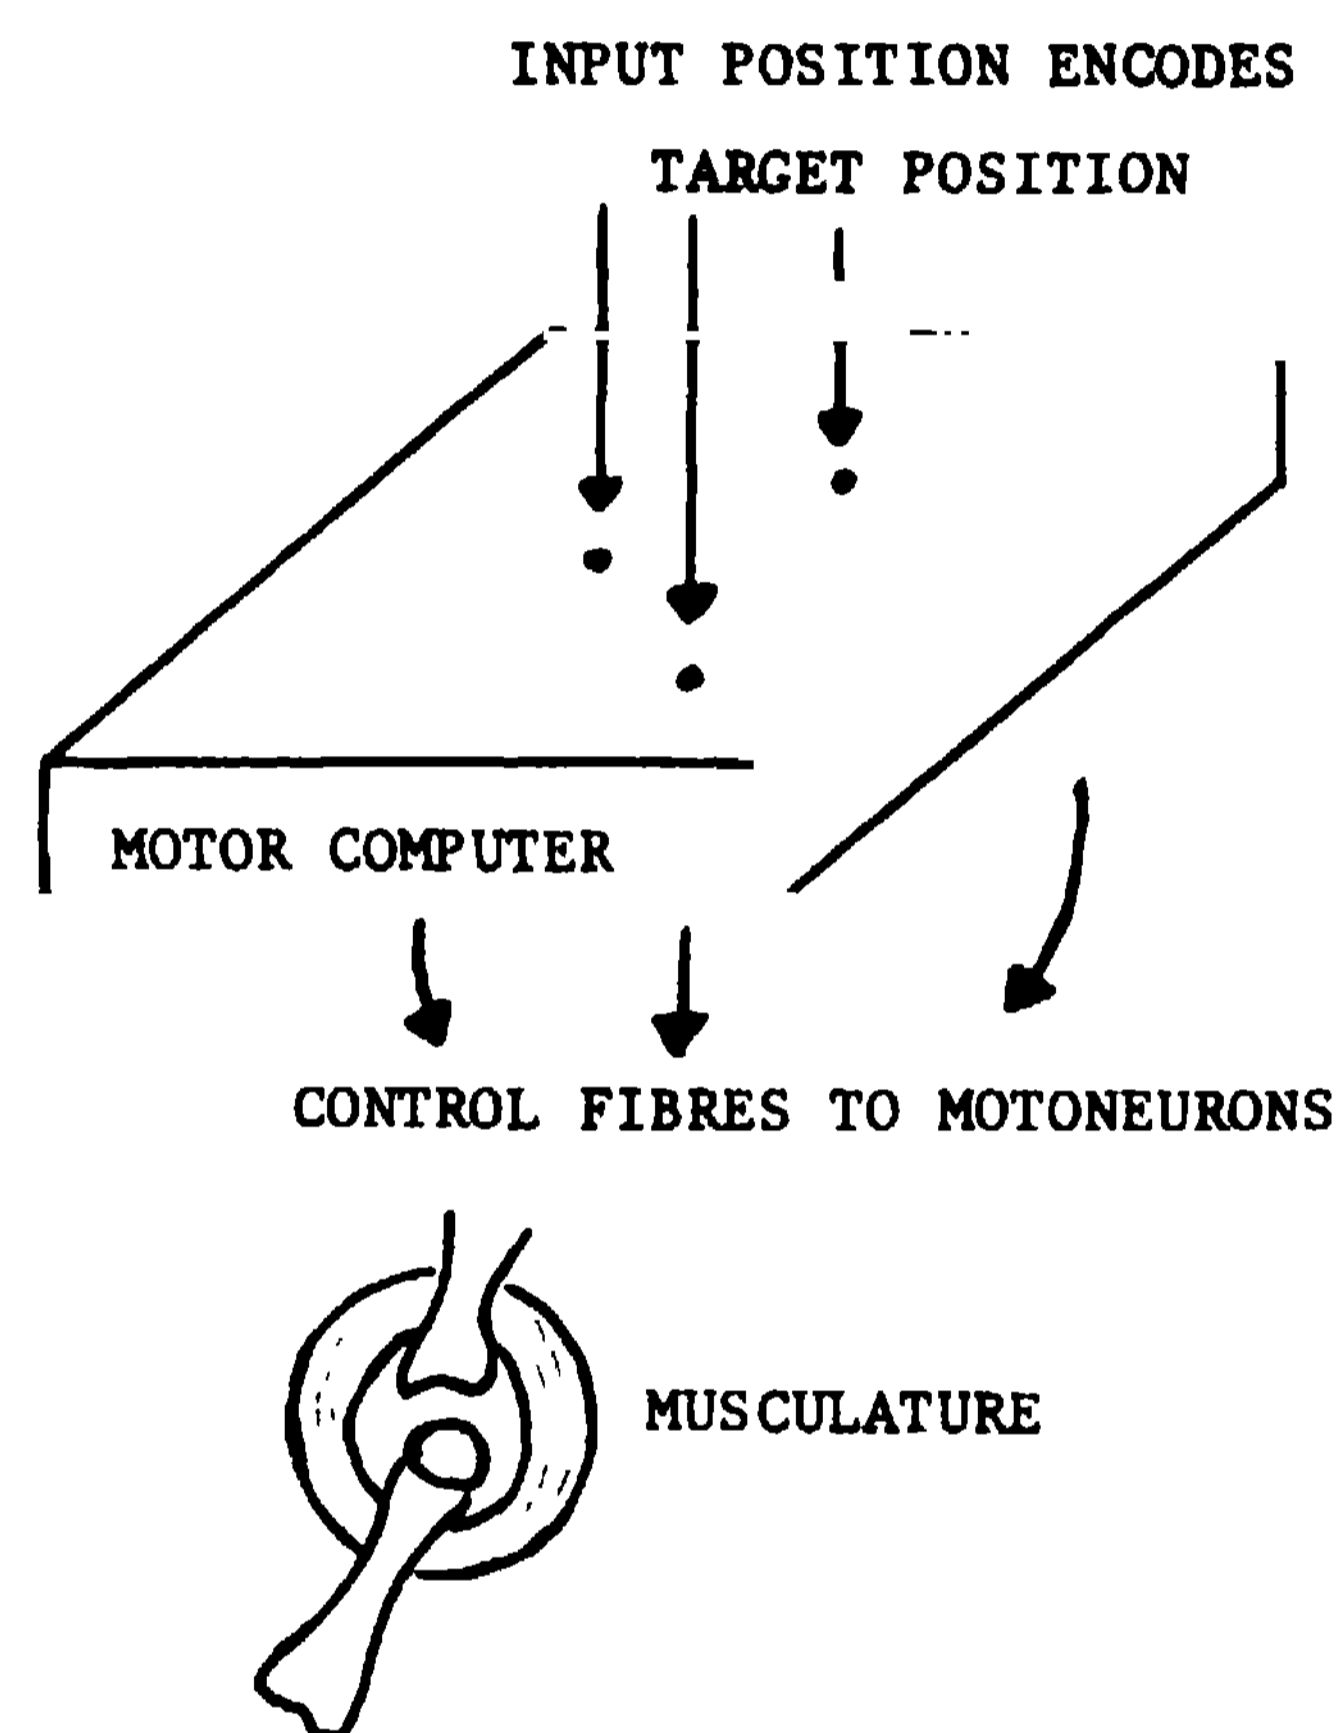 INPUT POSITION ENCODES
TARGET POSITION
MOTOR COMPUTER
CONTROL FIBRES TO MOTONEURONS
MUSCULATURE